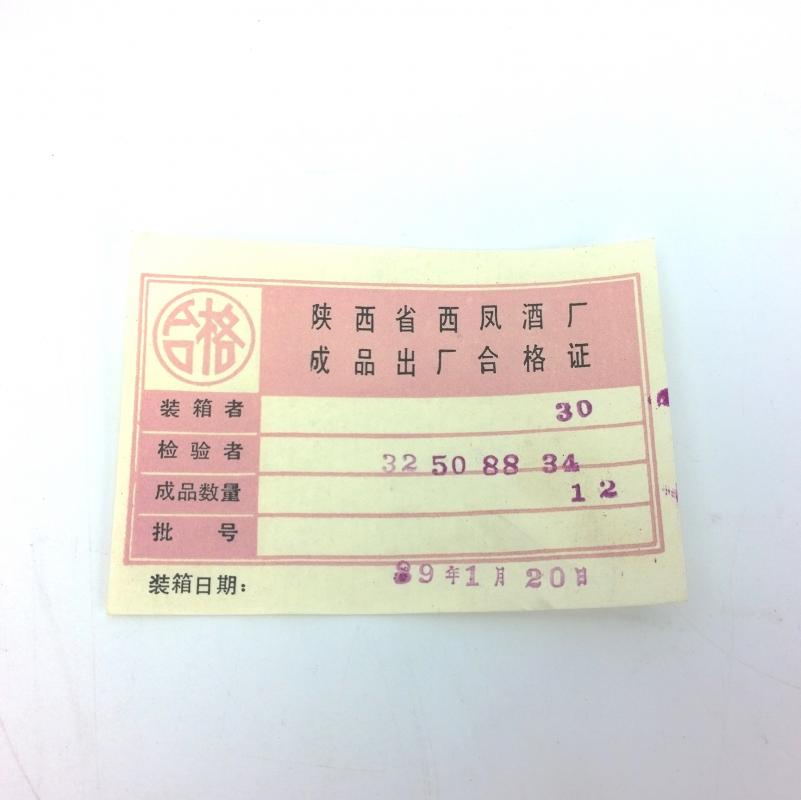 合格
陕西省西凤酒厂
成品出厂合格证
装箱者 30
检验者 32 50 88 34
成品数量 12
批号
装箱日期: 89年1月20日